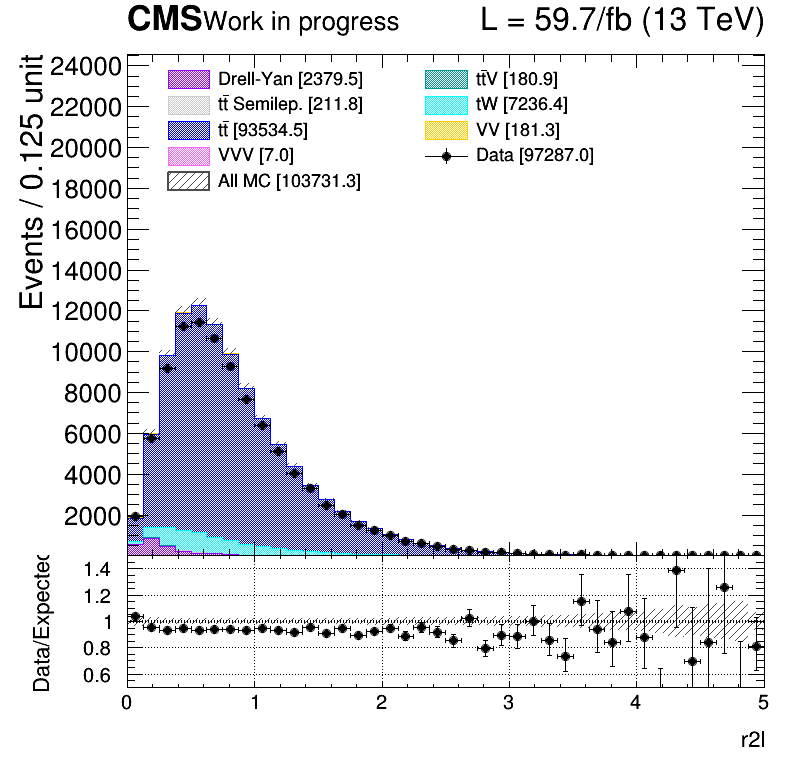 CMS Work in progress L = 59.7/fb (13 TeV)
Events / 0.125 unit
24000
22000
20000
18000
16000
14000
12000
10000
8000
6000
4000
2000
Drell-Yan [2379.5]
tt̄ Semilep. [211.8]
tt̄ [93534.5]
VVV [7.0]
All MC [103731.3]
tt̄V [180.9]
tW [7236.4]
VV [181.3]
Data [97287.0]
Data/Expected
1.4
1.2
1
0.8
0.6
0 1 2 3 4 5
r2l